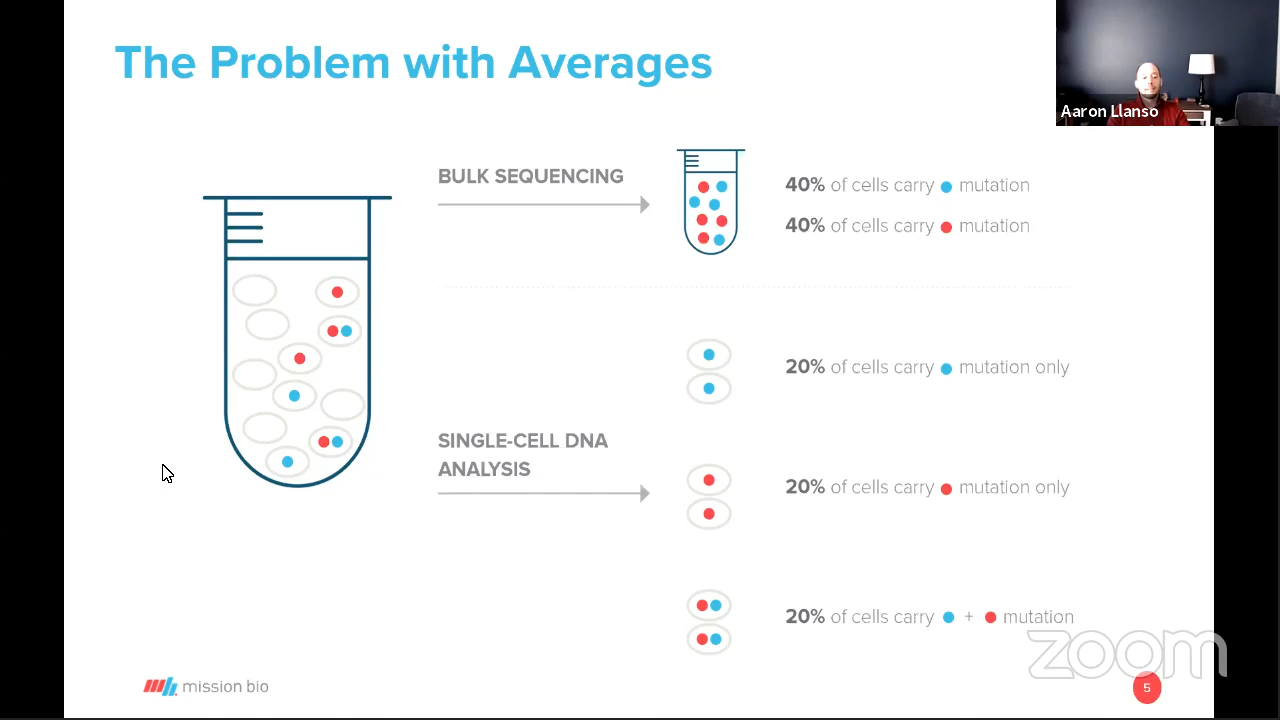 The Problem with Averages
Aaron Llanso
BULK SEQUENCING
40% of cells carry mutation
40% of cells carry mutation
20% of cells carry mutation only
SINGLE-CELL DNA
ANALYSIS
20% of cells carry mutation only
20% of cells carry + mutation
zoom
mission bio
5